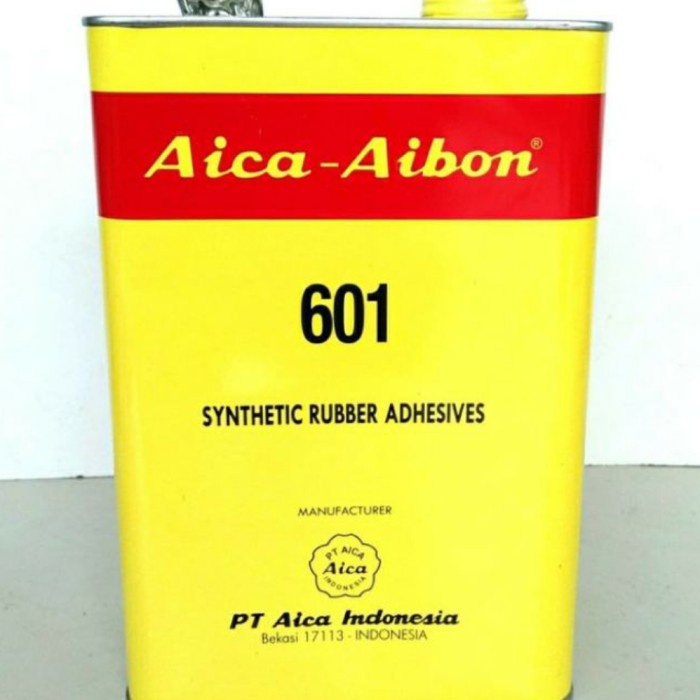 Aica-Aibon®
601
SYNTHETIC RUBBER ADHESIVES
MANUFACTURER
PT AICA
Aica
INDONESIA
PT Aica Indonesia
Bekasi 17113 - INDONESIA